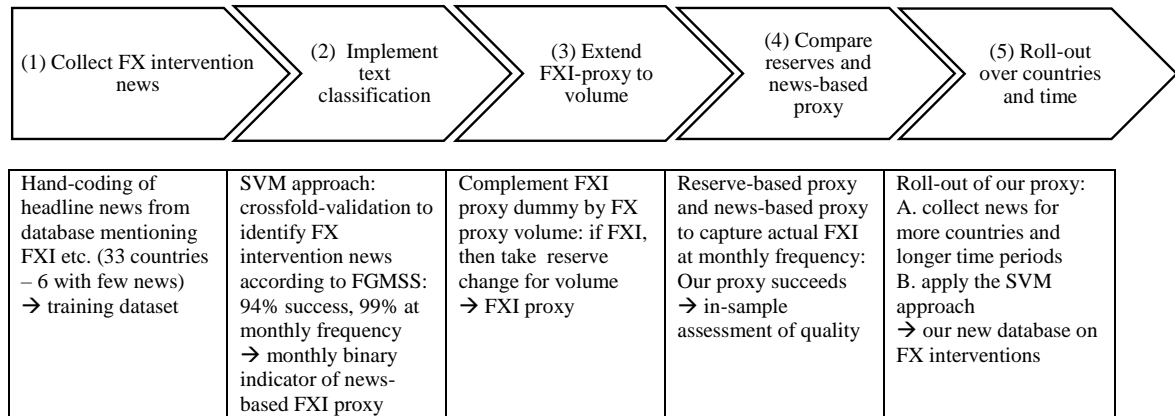 (1) Collect FX intervention
news
(2) Implement
text
classification
(3) Extend
FXI-proxy to
volume
(4) Compare
reserves and
news-based
proxy
(5) Roll-out
over countries
and time
Hand-coding of
headline news from
database mentioning
FXI etc. (33 countries
– 6 with few news)
→ training dataset
SVM approach:
crossfold-validation to
identify FX
intervention news
according to FGMSS:
94% success, 99% at
monthly frequency
→ monthly binary
indicator of news-
based FXI proxy
Complement FXI
proxy dummy by FX
proxy volume: if FXI,
then take reserve
change for volume
→ FXI proxy
Reserve-based proxy
and news-based proxy
to capture actual FXI
at monthly frequency:
Our proxy succeeds
→ in-sample
assessment of quality
Roll-out of our proxy:
A. collect news for
more countries and
longer time periods
B. apply the SVM
approach
→ our new database on
FX interventions